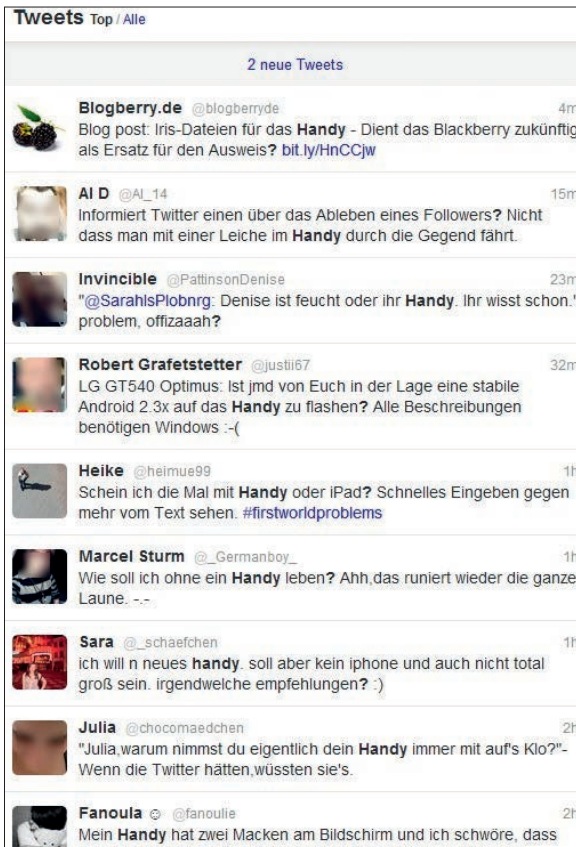 Tweets Top / Alle
2 neue Tweets
Blogberry.de @blogberryde 4m
Blog post: Iris-Dateien für das Handy - Dient das Blackberry zukünftig
als Ersatz für den Ausweis? bit.ly/HnCCjw
Al D @Al_14 15m
Informiert Twitter einen über das Ableben eines Followers? Nicht
dass man mit einer Leiche im Handy durch die Gegend fährt.
Invincible @PattinsonDenise 23m
"@SarahIsPlobnrg: Denise ist feucht oder ihr Handy. Ihr wisst schon."
problem, offizaaah?
Robert Grafetstetter @justii67 32m
LG GT540 Optimus: Ist jmd von Euch in der Lage eine stabile
Android 2.3x auf das Handy zu flashen? Alle Beschreibungen
benötigen Windows :-(
Heike @heimue99 1h
Schein ich die Mal mit Handy oder iPad? Schnelles Eingeben gegen
mehr vom Text sehen. #firstworldproblems
Marcel Sturm @_Germanboy_ 1h
Wie soll ich ohne ein Handy leben? Ahh,das runiert wieder die ganze
Laune. -.-
Sara @_schaefchen 1h
ich will n neues handy. soll aber kein iphone und auch nicht total
groß sein. irgendwelche empfehlungen? :)
Julia @chocomaedchen 2h
"Julia,warum nimmst du eigentlich dein Handy immer mit auf's Klo?"-
Wenn die Twitter hätten,wüssten sie's.
Fanoula ☺ @fanoulie 2h
Mein Handy hat zwei Macken am Bildschirm und ich schwöre, dass